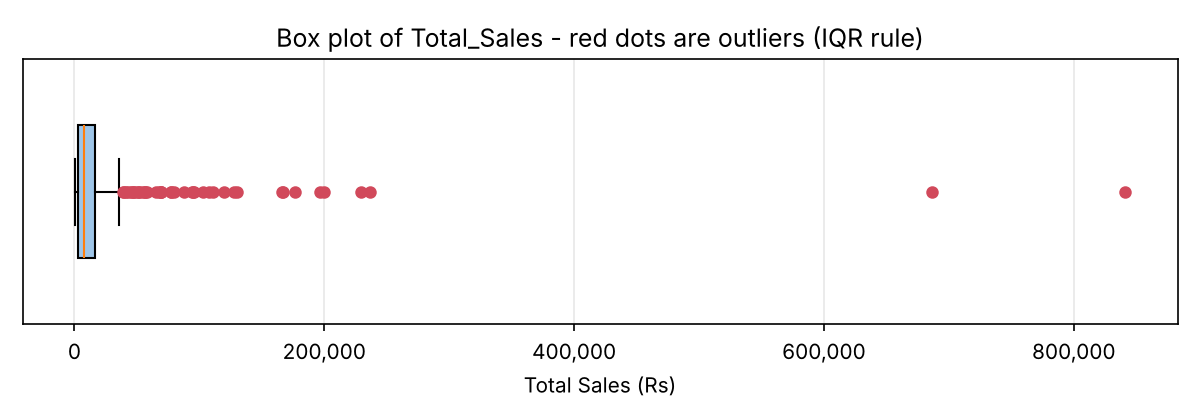 Box plot of Total_Sales - red dots are outliers (IQR rule)
0 200,000 400,000 600,000 800,000
Total Sales (Rs)